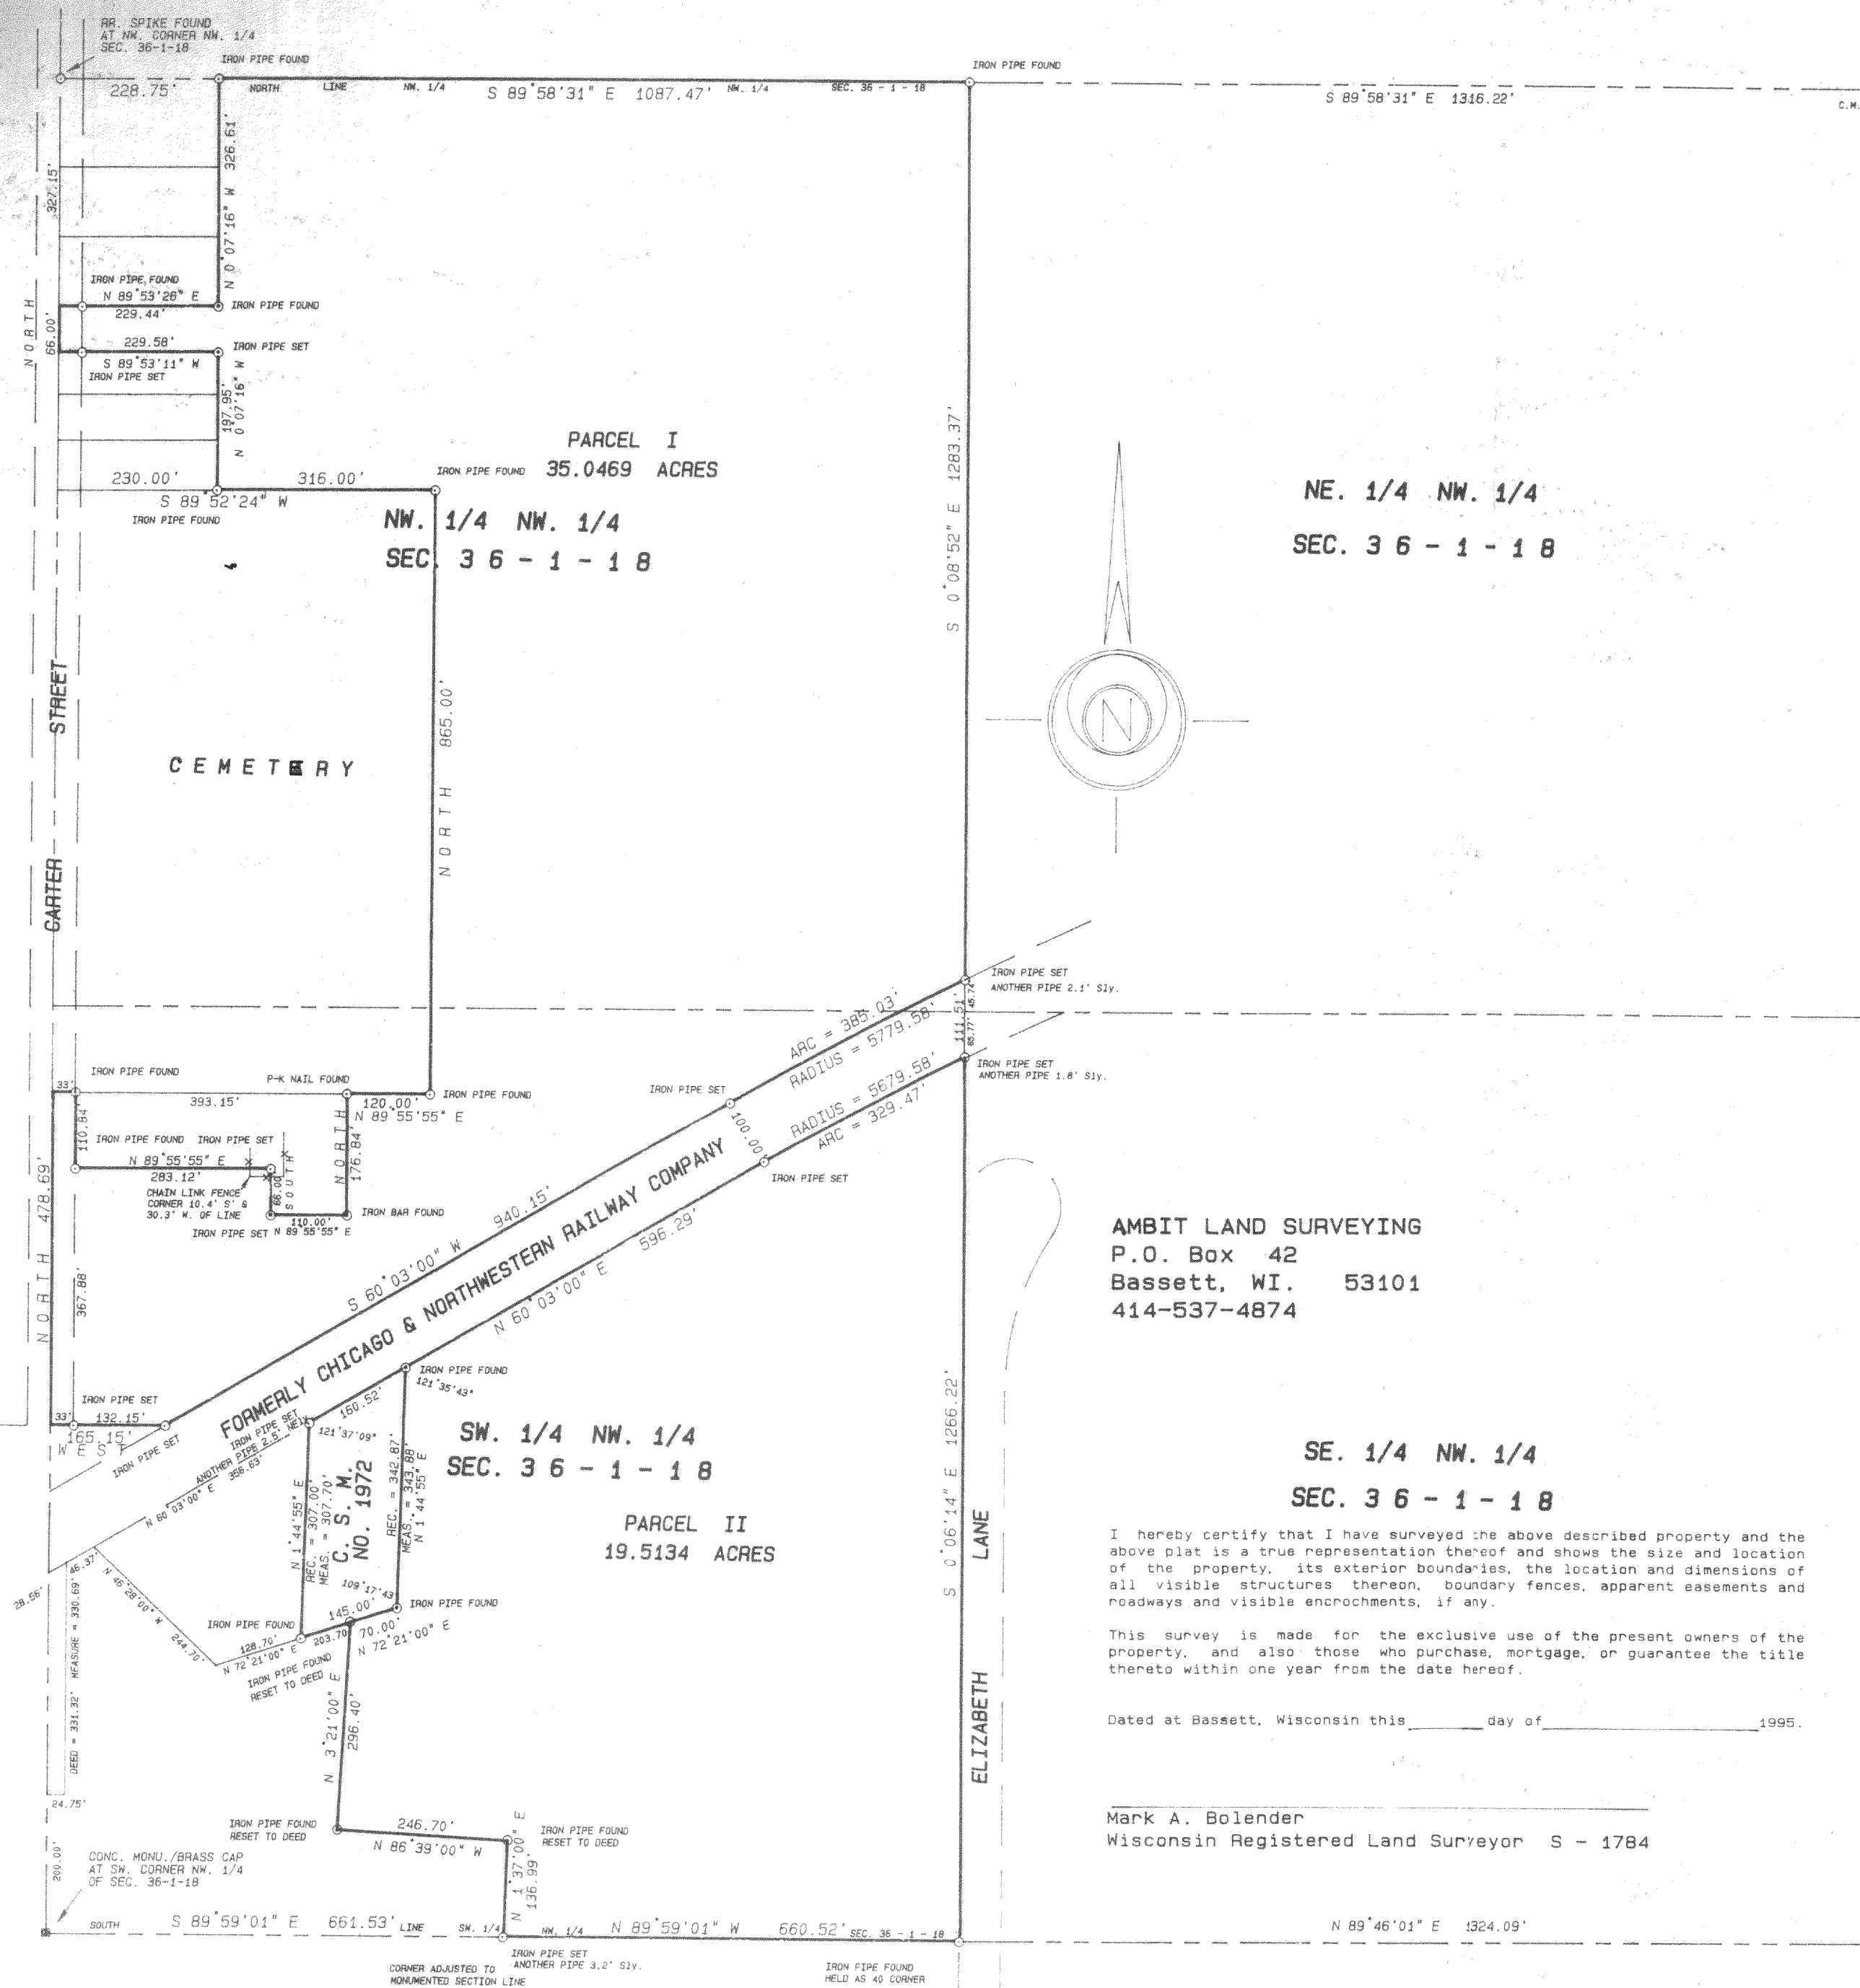 RR. SPIKE FOUND
AT NW. CORNER NW. 1/4
SEC. 36-1-18
IRON PIPE FOUND
IRON PIPE FOUND
228.75'
NORTH LINE NW. 1/4 S 89°58'31" E 1087.47' NW. 1/4 SEC. 36 - 1 - 18
S 89°58'31" E 1316.22'
C.M.
327.15'
N 0°07'16" W 326.61'
IRON PIPE FOUND
N 89°53'26" E
229.44'
IRON PIPE FOUND
NORTH
66.00'
229.58'
S 89°53'11" W
IRON PIPE SET
IRON PIPE SET
197.95'
N 0°07'16" W
PARCEL I
35.0469 ACRES
IRON PIPE FOUND
230.00'
316.00'
S 89°52'24" W
IRON PIPE FOUND
NW. 1/4 NW. 1/4
SEC. 36-1-18
S 0°08'52" E 1283.37'
NE. 1/4 NW. 1/4
SEC. 36-1-18
CARTER STREET
CEMETERY
NORTH 865.00'
N
IRON PIPE SET
ANOTHER PIPE 2.1' Sly.
111.51'
45.74'
65.77'
ARC = 385.03'
RADIUS = 5779.58'
IRON PIPE SET
ANOTHER PIPE 1.8' Sly.
RADIUS = 5679.58'
ARC = 329.47'
33'
IRON PIPE FOUND
P-K NAIL FOUND
IRON PIPE FOUND
IRON PIPE SET
393.15'
120.00'
N 89°55'55" E
100.00'
110.84'
IRON PIPE FOUND IRON PIPE SET
N 89°55'55" E
283.12'
CHAIN LINK FENCE
CORNER 10.4' S' &
30.3' W. OF LINE
66.00'
SOUTH
NORTH
176.84'
IRON PIPE SET
110.00'
N 89°55'55" E
IRON BAR FOUND
IRON PIPE SET
NORTH 478.69'
367.88'
940.15'
S 60°03'00" W
FORMERLY CHICAGO & NORTHWESTERN RAILWAY COMPANY
596.29'
N 60°03'00" E
AMBIT LAND SURVEYING
P.O. Box 42
Bassett, WI. 53101
414-537-4874
IRON PIPE SET
33'
132.15'
165.15'
WEST
IRON PIPE SET
IRON PIPE FOUND
121°35'43"
160.52'
IRON PIPE SET
ANOTHER PIPE 2.5' NEly
356.63'
N 60°03'00" E
121°37'09"
SW. 1/4 NW. 1/4
SEC. 36-1-18
PARCEL II
19.5134 ACRES
N 1°44'55" E
REC. = 307.00'
MEAS. = 307.70'
C. S. M.
NO. 1972
REC. = 342.87'
MEAS. = 343.88'
N 1°44'55" E
109°17'43"
S 0°06'14" E 1266.22'
ELIZABETH LANE
SE. 1/4 NW. 1/4
SEC. 36-1-18
I hereby certify that I have surveyed the above described property and the
above plat is a true representation thereof and shows the size and location
of the property, its exterior boundaries, the location and dimensions of
all visible structures thereon, boundary fences, apparent easements and
roadways and visible encrochments, if any.
This survey is made for the exclusive use of the present owners of the
property, and also those who purchase, mortgage, or guarantee the title
thereto within one year from the date hereof.
Dated at Bassett, Wisconsin this day of 1995.
Mark A. Bolender
Wisconsin Registered Land Surveyor S - 1784
28.56'
45.37'
N 46°28'00" W
244.70'
DEED = 331.32' MEASURE = 330.69'
IRON PIPE FOUND
145.00'
IRON PIPE FOUND
128.70'
203.70'
70.00'
N 72°21'00" E
N 72°21'00" E
IRON PIPE FOUND
RESET TO DEED
N 3°21'00" E
296.40'
24.75'
IRON PIPE FOUND
RESET TO DEED
246.70'
N 86°39'00" W
IRON PIPE FOUND
RESET TO DEED
N 1°37'00" E
136.99'
200.00'
CONC. MONU./BRASS CAP
AT SW. CORNER NW. 1/4
OF SEC. 36-1-18
SOUTH S 89°59'01" E 661.53' LINE SW. 1/4 NW. 1/4 N 89°59'01" W 660.52' SEC. 36 - 1 - 18
N 89°46'01" E 1324.09'
IRON PIPE SET
ANOTHER PIPE 3.2' Sly.
CORNER ADJUSTED TO
MONUMENTED SECTION LINE
IRON PIPE FOUND
HELD AS 40 CORNER